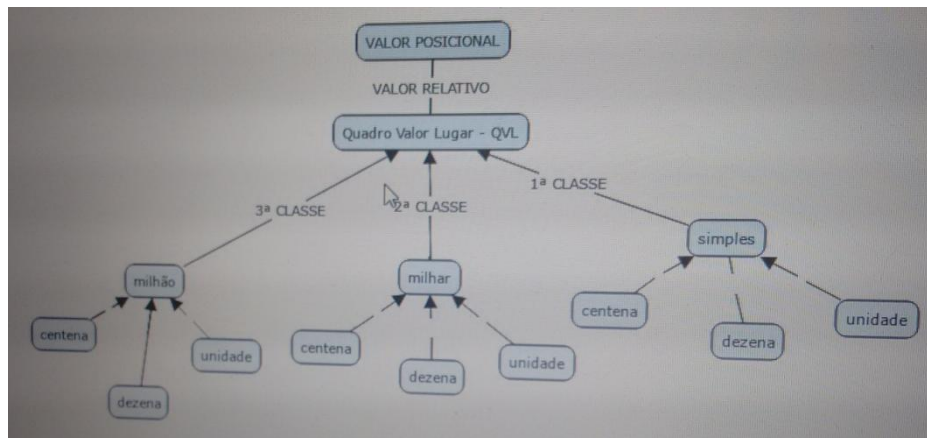 VALOR POSICIONAL
VALOR RELATIVO
Quadro Valor Lugar - QVL
1ª CLASSE
3ª CLASSE
2ª CLASSE
simples
milhão
milhar
centena
unidade
dezena
centena
unidade
dezena
centena
unidade
dezena